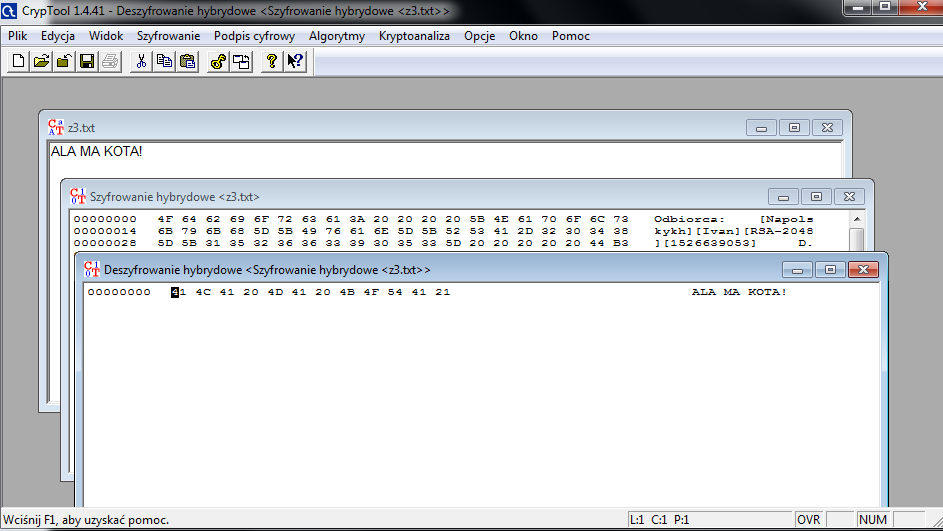 CrypTool 1.4.41 - Deszyfrowanie hybrydowe <Szyfrowanie hybrydowe <z3.txt>>
Plik Edycja Widok Szyfrowanie Podpis cyfrowy Algorytmy Kryptoanaliza Opcje Okno Pomoc
z3.txt
ALA MA KOTA!
Szyfrowanie hybrydowe <z3.txt>
00000000 4F 64 62 69 6F 72 63 61 3A 20 20 20 20 5B 4E 61 70 6F 6C 73 Odbiorca: [Napols
00000014 6B 79 6B 68 5D 5B 49 76 61 6E 5D 5B 52 53 41 2D 32 30 34 38 kykh][Ivan][RSA-2048
00000028 5D 5B 31 35 32 36 36 33 39 30 35 33 5D 20 20 20 20 20 44 B3 ][1526639053] D.
Deszyfrowanie hybrydowe <Szyfrowanie hybrydowe <z3.txt>>
00000000 41 4C 41 20 4D 41 20 4B 4F 54 41 21 ALA MA KOTA!
Wciśnij F1, aby uzyskać pomoc.
L:1 C:1 P:1 OVR NUM